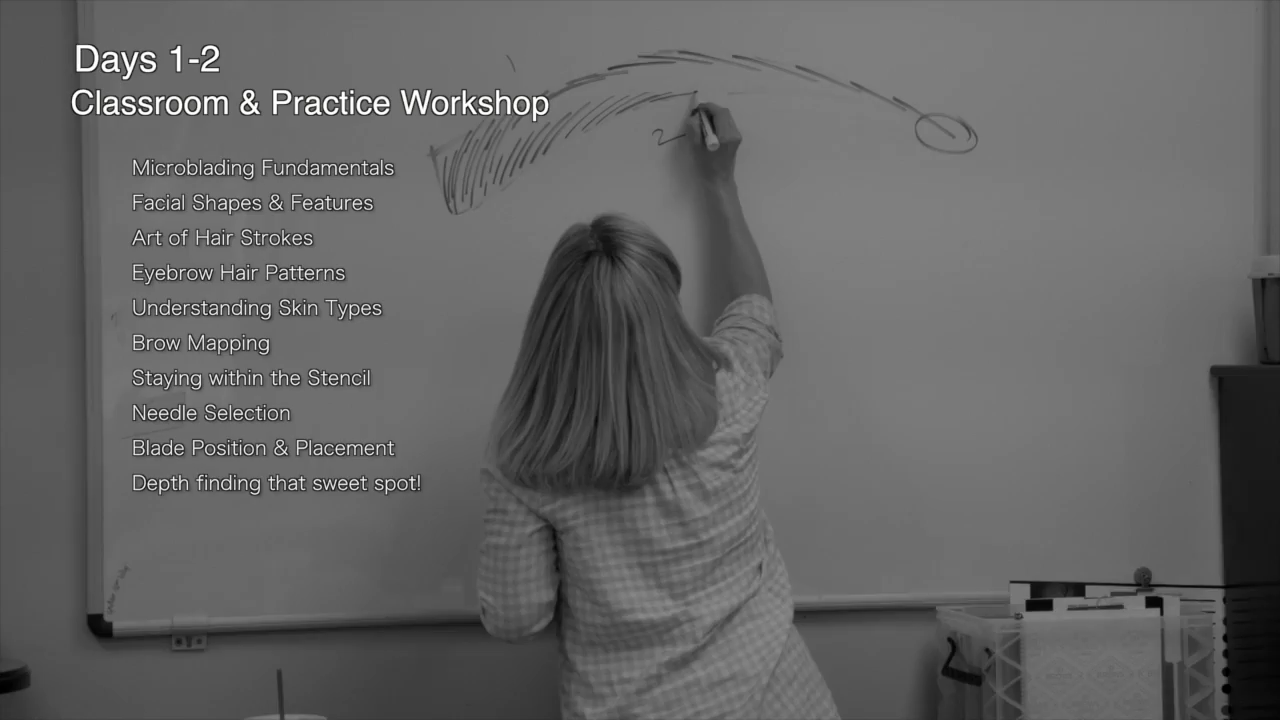 Days 1-2
Classroom & Practice Workshop
Microblading Fundamentals
Facial Shapes & Features
Art of Hair Strokes
Eyebrow Hair Patterns
Understanding Skin Types
Brow Mapping
Staying within the Stencil
Needle Selection
Blade Position & Placement
Depth finding that sweet spot!
2